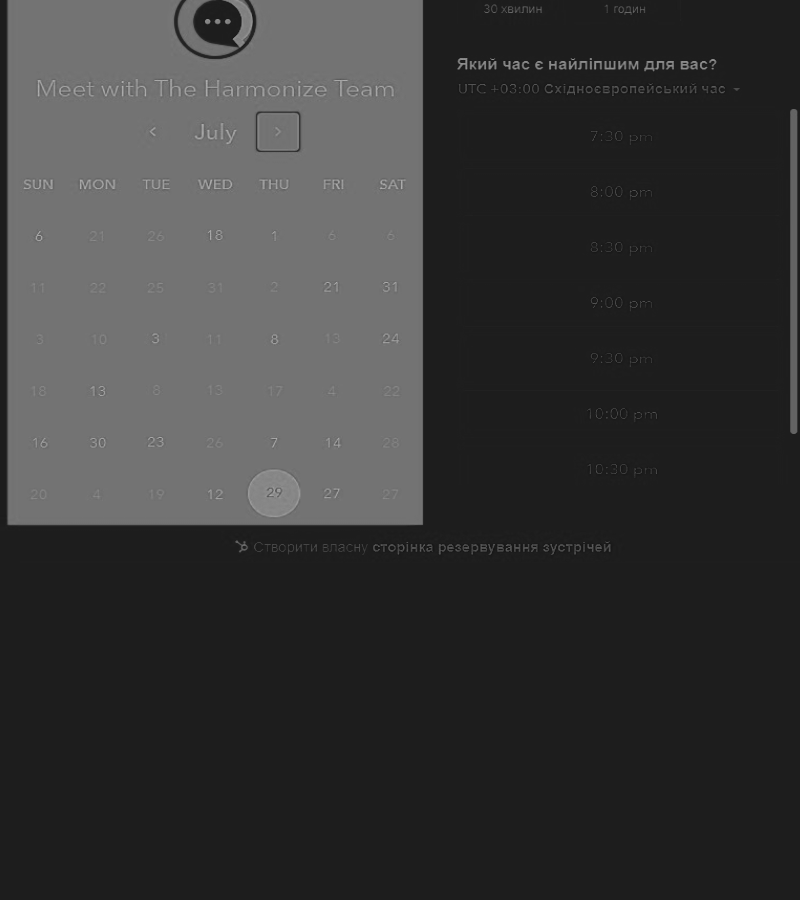 30 хвилин 1 годин
Meet with The Harmonize Team
July
SUN MON TUE WED THU FRI SAT
6 21 26 18 1 6 6
11 22 25 31 2 21 31
3 10 3 11 8 13 24
18 13 8 13 17 4 22
16 30 23 26 7 14 28
20 4 19 12 29 27 27
Який час є найліпшим для вас?
UTC +03:00 Східноєвропейський час
7:30 pm
8:00 pm
8:30 pm
9:00 pm
9:30 pm
10:00 pm
10:30 pm
Створити власну сторінка резервування зустрічей